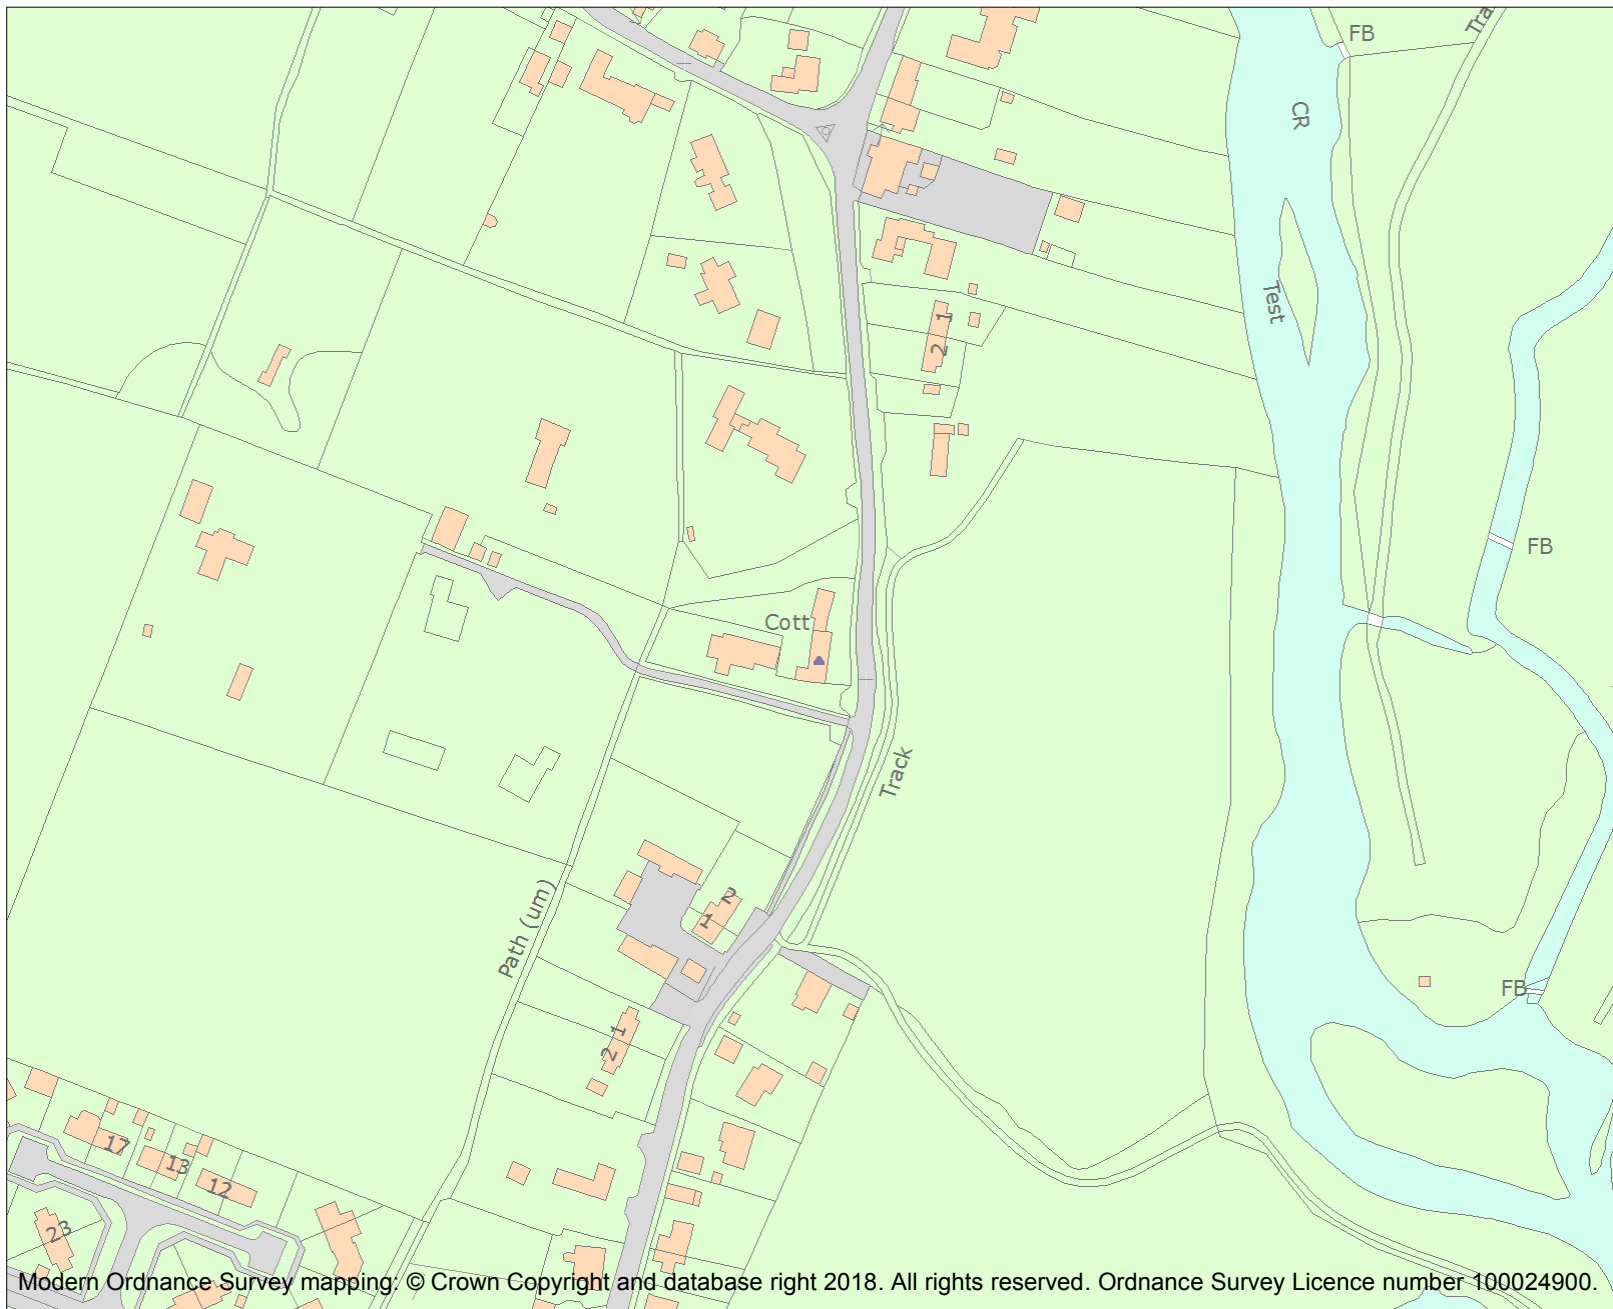 FB
Tra
CR
Test
1
2
FB
Cott
Track
2
1
Path (um)
FB
1
2
17
13
12
23
Modern Ordnance Survey mapping: © Crown Copyright and database right 2018. All rights reserved. Ordnance Survey Licence number 100024900.